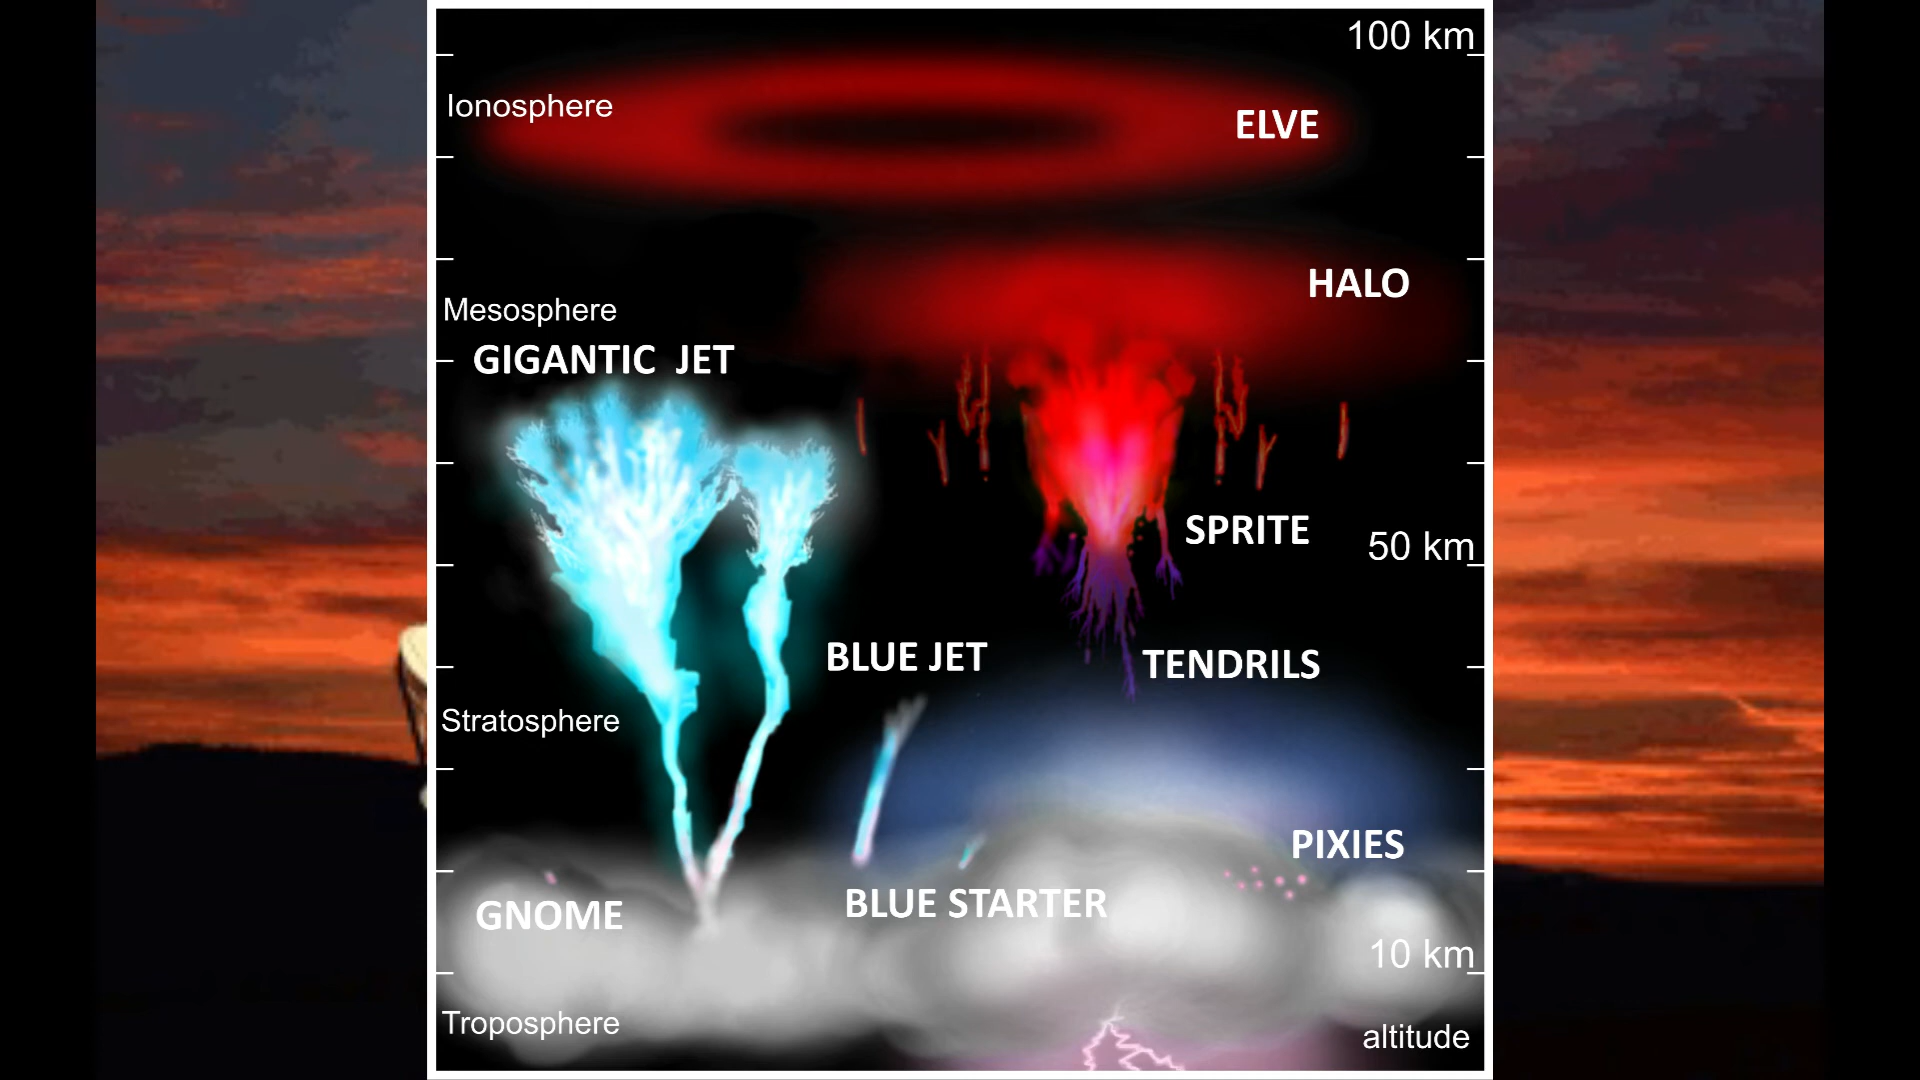 100 km
Ionosphere
ELVE
HALO
Mesosphere
GIGANTIC JET
SPRITE
50 km
BLUE JET
TENDRILS
Stratosphere
PIXIES
BLUE STARTER
GNOME
10 km
Troposphere
altitude